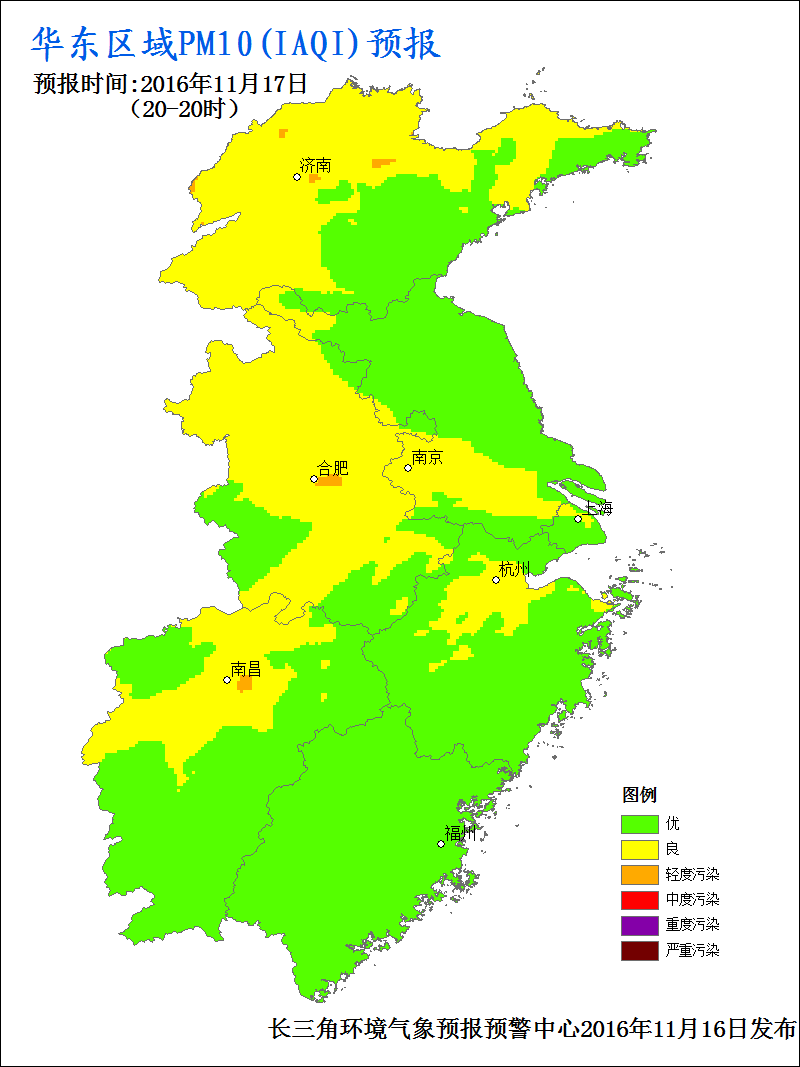 华东区域PM10(IAQI)预报
预报时间:2016年11月17日
（20-20时）
济南
合肥
南京
上海
杭州
南昌
福州
图例
优
良
轻度污染
中度污染
重度污染
严重污染
长三角环境气象预报预警中心2016年11月16日发布